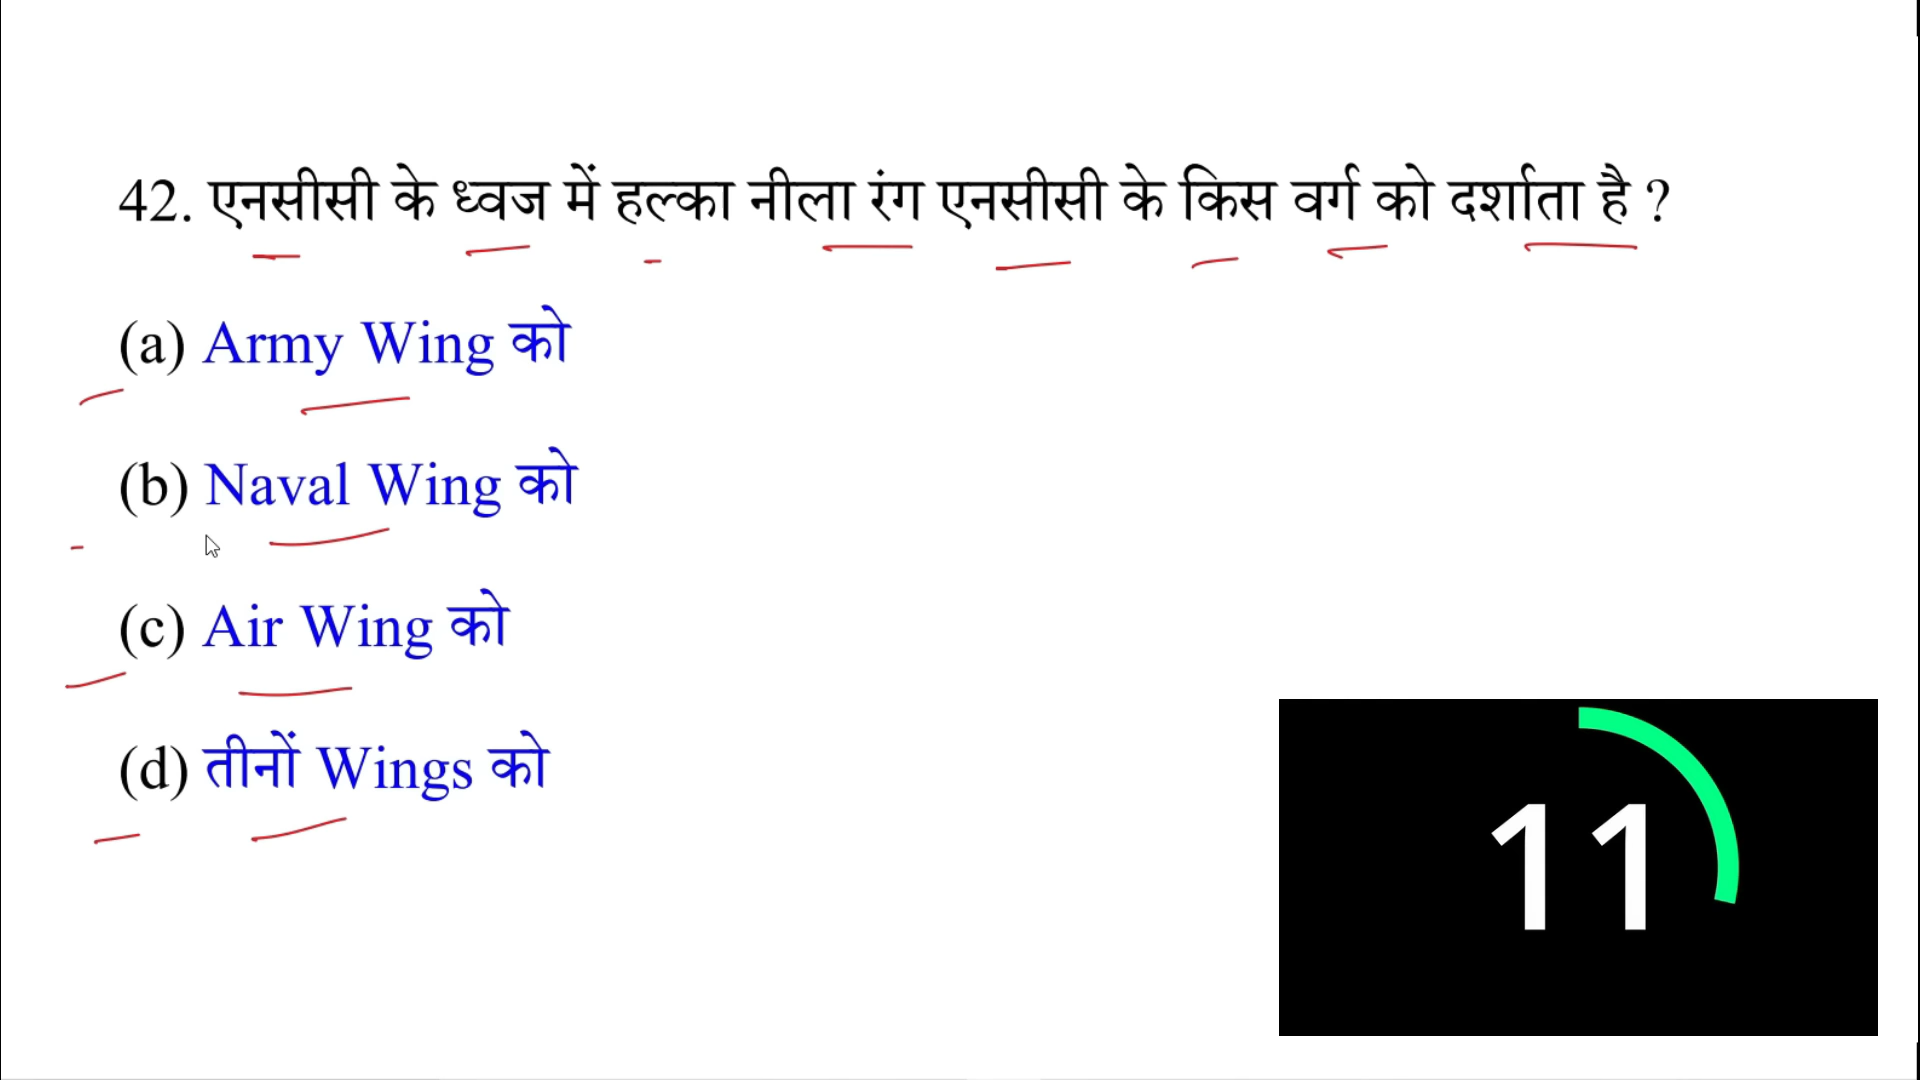 42. एनसीसी के ध्वज में हल्का नीला रंग एनसीसी के किस वर्ग को दर्शाता है ?
(a) Army Wing को
(b) Naval Wing को
(c) Air Wing को
(d) तीनों Wings को
11